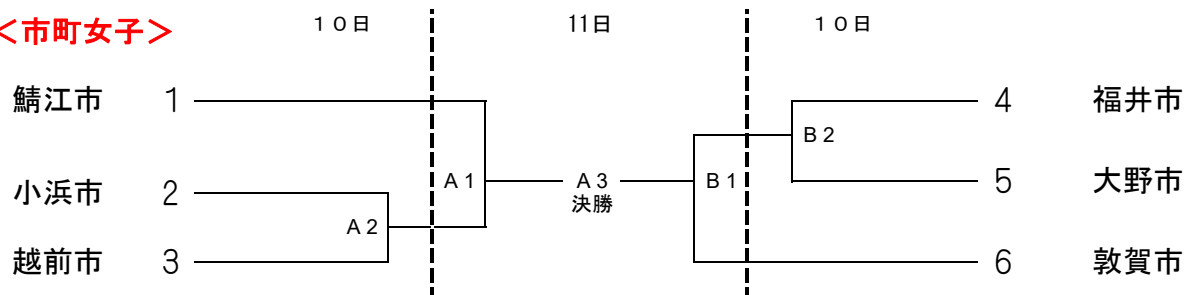 ＜市町女子＞ １０日 11日 １０日
鯖江市 1 4 福井市
B２
小浜市 2 A１ A３ B１ 5 大野市
決勝
A２
越前市 3 6 敦賀市